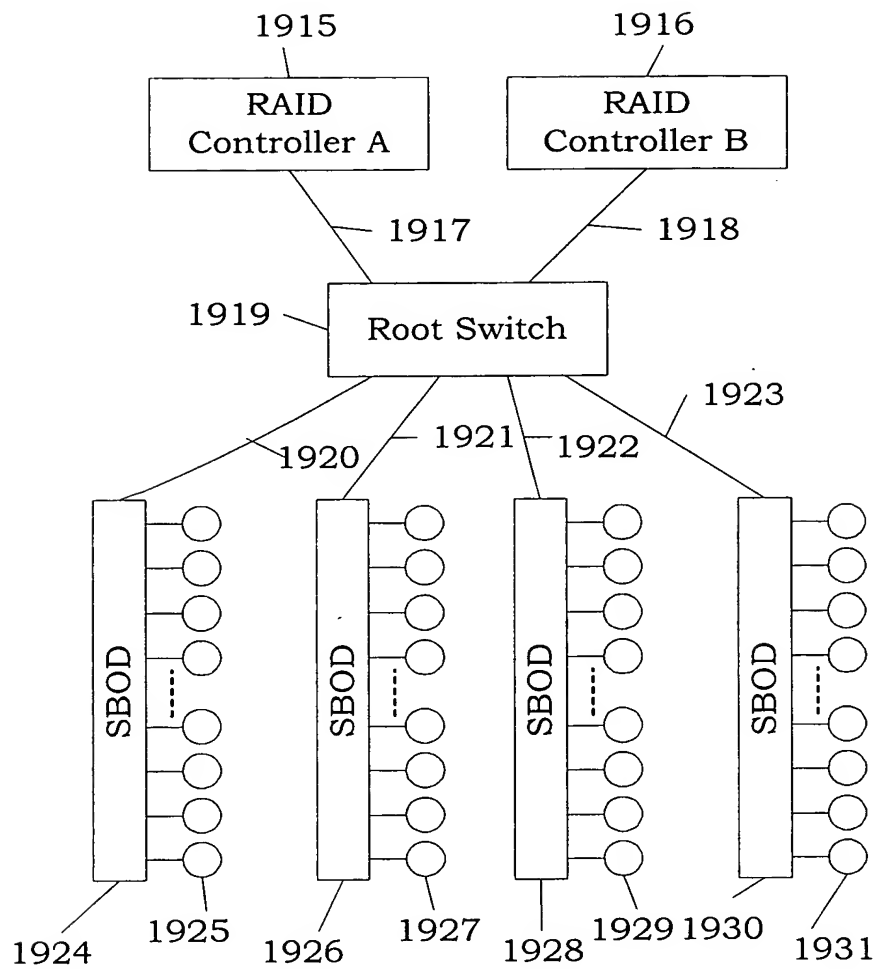 1915
1916
RAID
Controller A
RAID
Controller B
1917
1918
1919
Root Switch
1920
1921
1922
1923
SBOD
SBOD
SBOD
SBOD
1924
1925
1926
1927
1928
1929
1930
1931